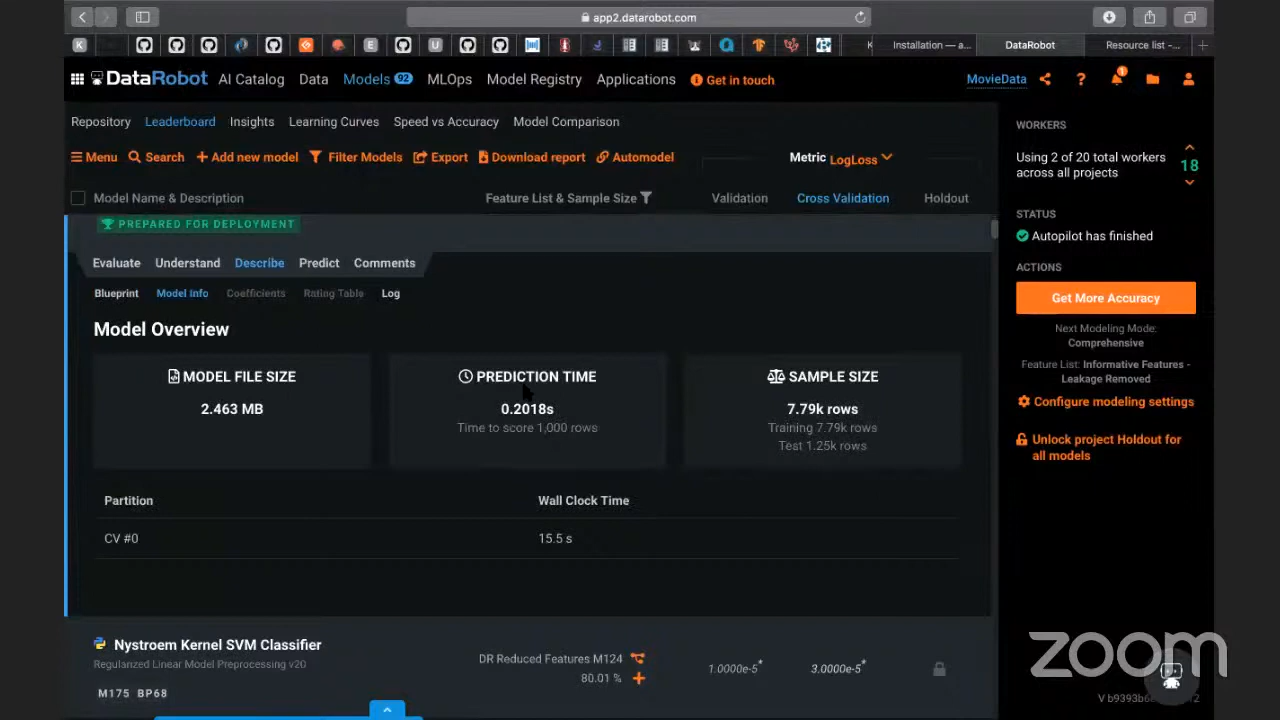 app2.datarobot.com
K
E
U
J
K
Installation — a...
DataRobot
Resource list -...
DataRobot
AI Catalog
Data
Models 92
MLOps
Model Registry
Applications
Get in touch
MovieData
1
Repository
Leaderboard
Insights
Learning Curves
Speed vs Accuracy
Model Comparison
Menu
Search
Add new model
Filter Models
Export
Download report
Automodel
Metric LogLoss
Model Name & Description
Feature List & Sample Size
Validation
Cross Validation
Holdout
PREPARED FOR DEPLOYMENT
Evaluate
Understand
Describe
Predict
Comments
Blueprint
Model Info
Coefficients
Rating Table
Log
Model Overview
MODEL FILE SIZE
2.463 MB
PREDICTION TIME
0.2018s
Time to score 1,000 rows
SAMPLE SIZE
7.79k rows
Training 7.79k rows
Test 1.25k rows
Partition
Wall Clock Time
CV #0
15.5 s
Nystroem Kernel SVM Classifier
Regularized Linear Model Preprocessing v20
M175 BP68
DR Reduced Features M124
80.01 %
1.0000e-5*
3.0000e-5*
WORKERS
Using 2 of 20 total workers
across all projects
18
STATUS
Autopilot has finished
ACTIONS
Get More Accuracy
Next Modeling Mode:
Comprehensive
Feature List: Informative Features -
Leakage Removed
Configure modeling settings
Unlock project Holdout for
all models
zoom